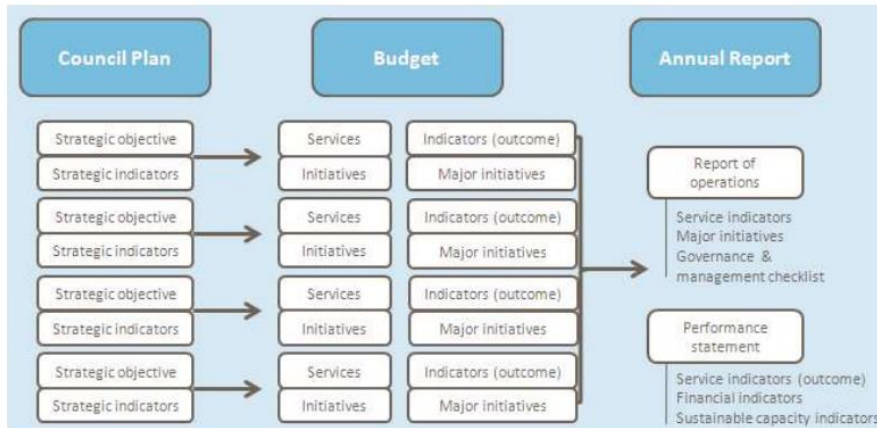 Council Plan
Budget
Annual Report
Strategic objective
Strategic indicators
Services
Initiatives
Indicators (outcome)
Major initiatives
Strategic objective
Strategic indicators
Services
Initiatives
Indicators (outcome)
Major initiatives
Strategic objective
Strategic indicators
Services
Initiatives
Indicators (outcome)
Major initiatives
Strategic objective
Strategic indicators
Services
Initiatives
Indicators (outcome)
Major initiatives
Report of
operations
Service indicators
Major initiatives
Governance &
management checklist
Performance
statement
Service indicators (outcome)
Financial indicators
Sustainable capacity indicators